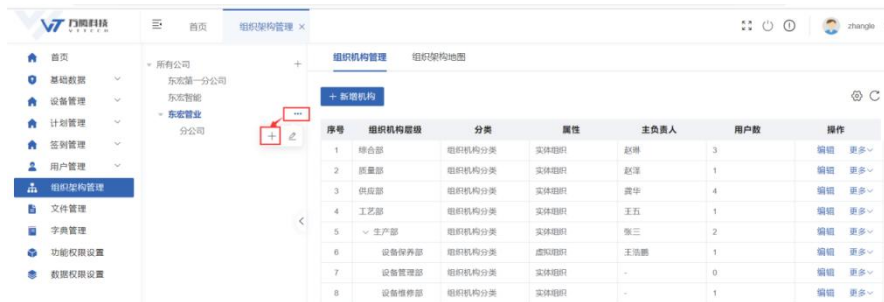 万腾科技
VTTECH
首页
组织架构管理 ×
zhangle
首页
基础数据
设备管理
计划管理
签到管理
用户管理
组织架构管理
文件管理
字典管理
功能权限设置
数据权限设置
所有公司 +
东宏第一分公司
东宏智能
东宏管业 ...
分公司 +
组织机构管理 组织架构地图
+ 新增机构
序号 组织机构层级 分类 属性 主负责人 用户数 操作
1 综合部 组织机构分类 实体组织 赵琳 3 编辑 更多
2 质量部 组织机构分类 实体组织 赵泽 1 编辑 更多
3 供应部 组织机构分类 实体组织 龚华 4 编辑 更多
4 工艺部 组织机构分类 实体组织 王五 1 编辑 更多
5 生产部 组织机构分类 实体组织 张三 2 编辑 更多
6 设备保养部 组织机构分类 虚拟组织 王浩鹏 1 编辑 更多
7 设备管理部 组织机构分类 实体组织 - 0 编辑 更多
8 设备维修部 组织机构分类 实体组织 - 1 编辑 更多